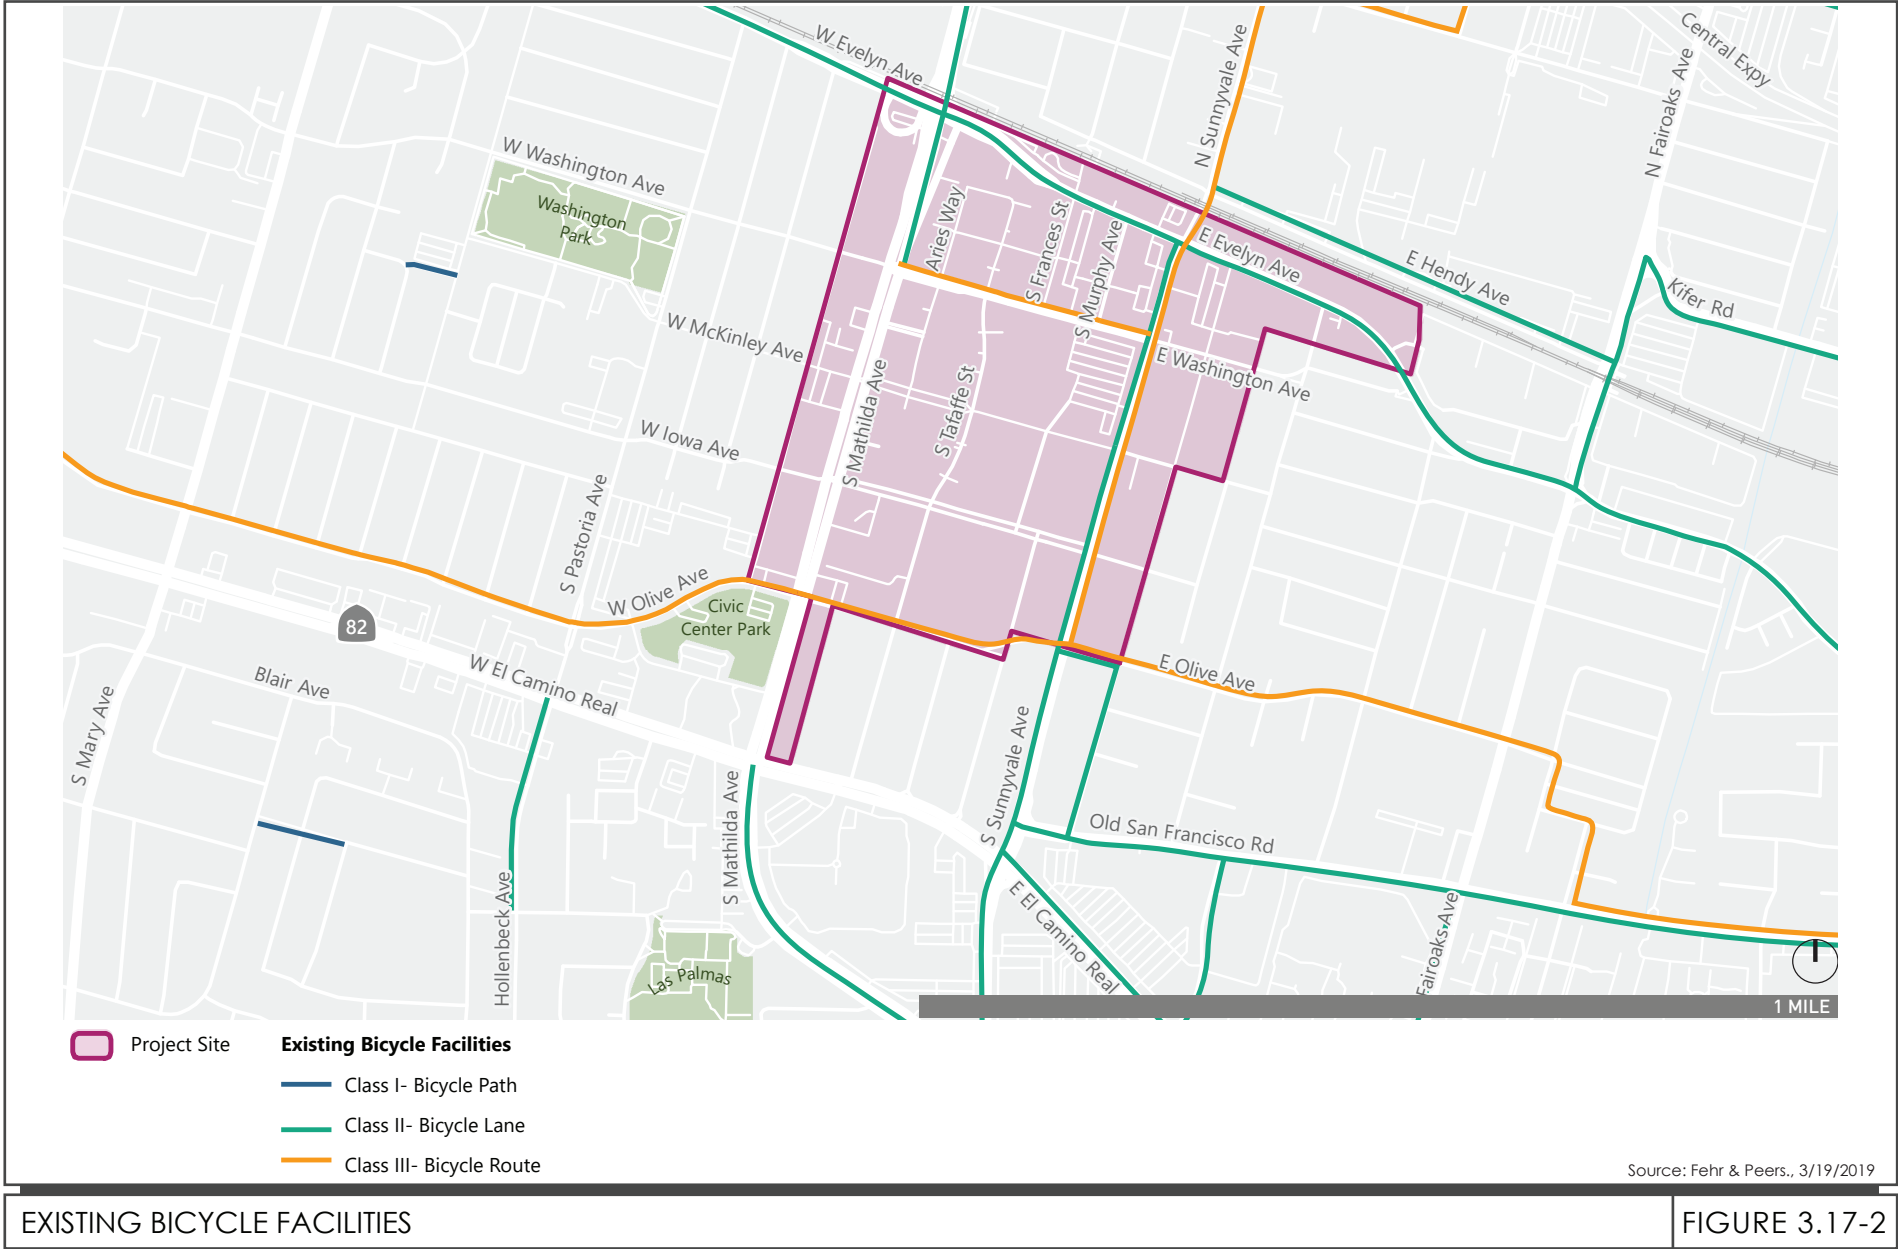 W Evelyn Ave
N Sunnyvale Ave
Central Expy
N Fairoaks Ave
W Washington Ave
Washington
Park
Aries Way
S Frances St
S Murphy Ave
E Evelyn Ave
E Hendy Ave
Kifer Rd
W McKinley Ave
E Washington Ave
S Mathilda Ave
S Tafaffe St
W Iowa Ave
S Pastoria Ave
W Olive Ave
Civic
Center Park
82
W El Camino Real
E Olive Ave
Blair Ave
S Mary Ave
S Sunnyvale Ave
S Mathilda Ave
Old San Francisco Rd
Hollenbeck Ave
E El Camino Real
Fairoaks Ave
Las Palmas
1 MILE
Project Site
Existing Bicycle Facilities
Class I- Bicycle Path
Class II- Bicycle Lane
Class III- Bicycle Route
Source: Fehr & Peers., 3/19/2019
EXISTING BICYCLE FACILITIES
FIGURE 3.17-2